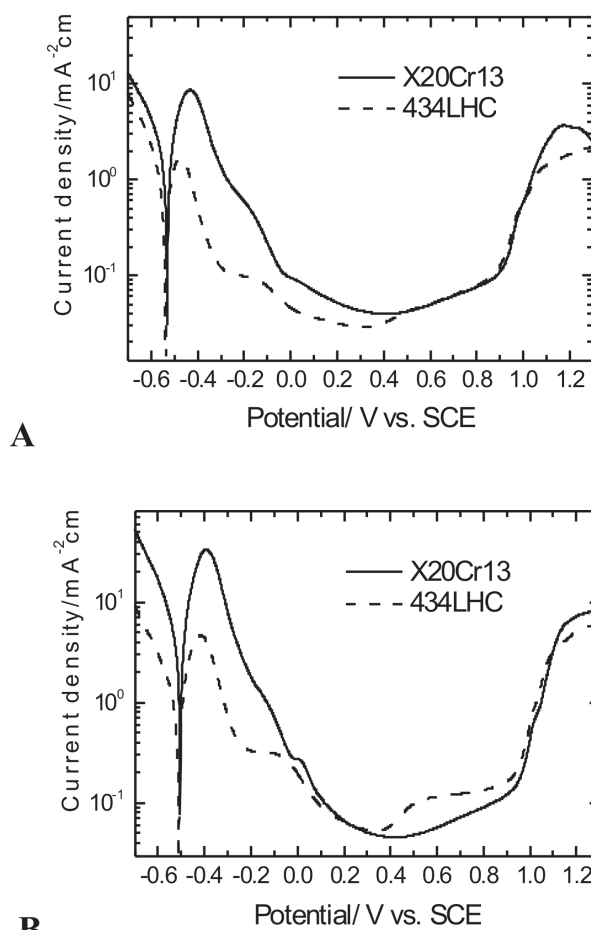 A
Current density/mA⁻²cm
10¹
10⁰
10⁻¹
X20Cr13
434LHC
-0.6 -0.4 -0.2 0.0 0.2 0.4 0.6 0.8 1.0 1.2
Potential/ V vs. SCE
A
Current density/mA⁻²cm
10¹
10⁰
10⁻¹
X20Cr13
434LHC
-0.6 -0.4 -0.2 0.0 0.2 0.4 0.6 0.8 1.0 1.2
Potential/ V vs. SCE
B